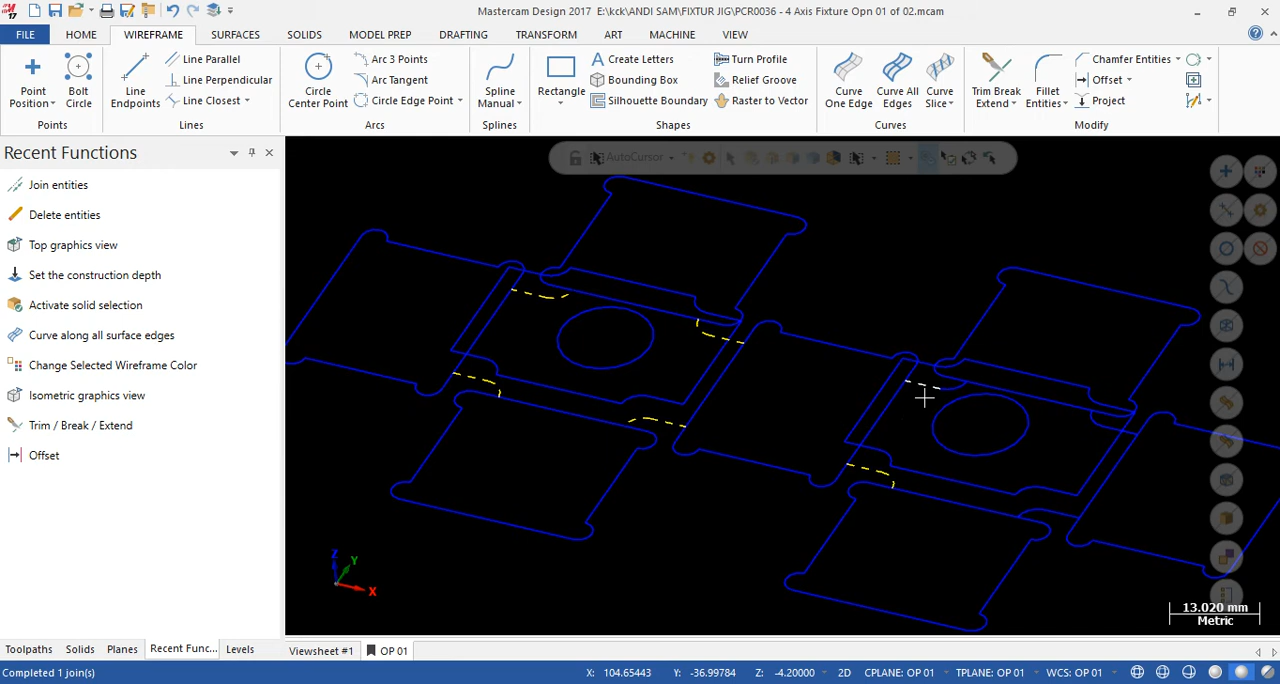 17
Mastercam Design 2017 E:\kck\ANDI SAM\FIXTUR JIG\PCR0036 - 4 Axis Fixture Opn 01 of 02.mcam
FILE HOME WIREFRAME SURFACES SOLIDS MODEL PREP DRAFTING TRANSFORM ART MACHINE VIEW
Point Position
Bolt Circle
Points
Line Endpoints
Line Parallel
Line Perpendicular
Line Closest
Lines
Circle Center Point
Arc 3 Points
Arc Tangent
Circle Edge Point
Arcs
Spline Manual
Splines
Rectangle
Create Letters
Bounding Box
Silhouette Boundary
Turn Profile
Relief Groove
Raster to Vector
Shapes
Curve One Edge
Curve All Edges
Curve Slice
Curves
Trim Break Extend
Fillet Entities
Chamfer Entities
Offset
Project
Modify
Recent Functions
Join entities
Delete entities
Top graphics view
Set the construction depth
Activate solid selection
Curve along all surface edges
Change Selected Wireframe Color
Isometric graphics view
Trim / Break / Extend
Offset
AutoCursor
Z
Y
X
13.020 mm
Metric
Toolpaths Solids Planes Recent Func... Levels
Viewsheet #1 OP 01
Completed 1 join(s)
X: 104.65443 Y: -36.99784 Z: -4.20000 2D CPLANE: OP 01 TPLANE: OP 01 WCS: OP 01